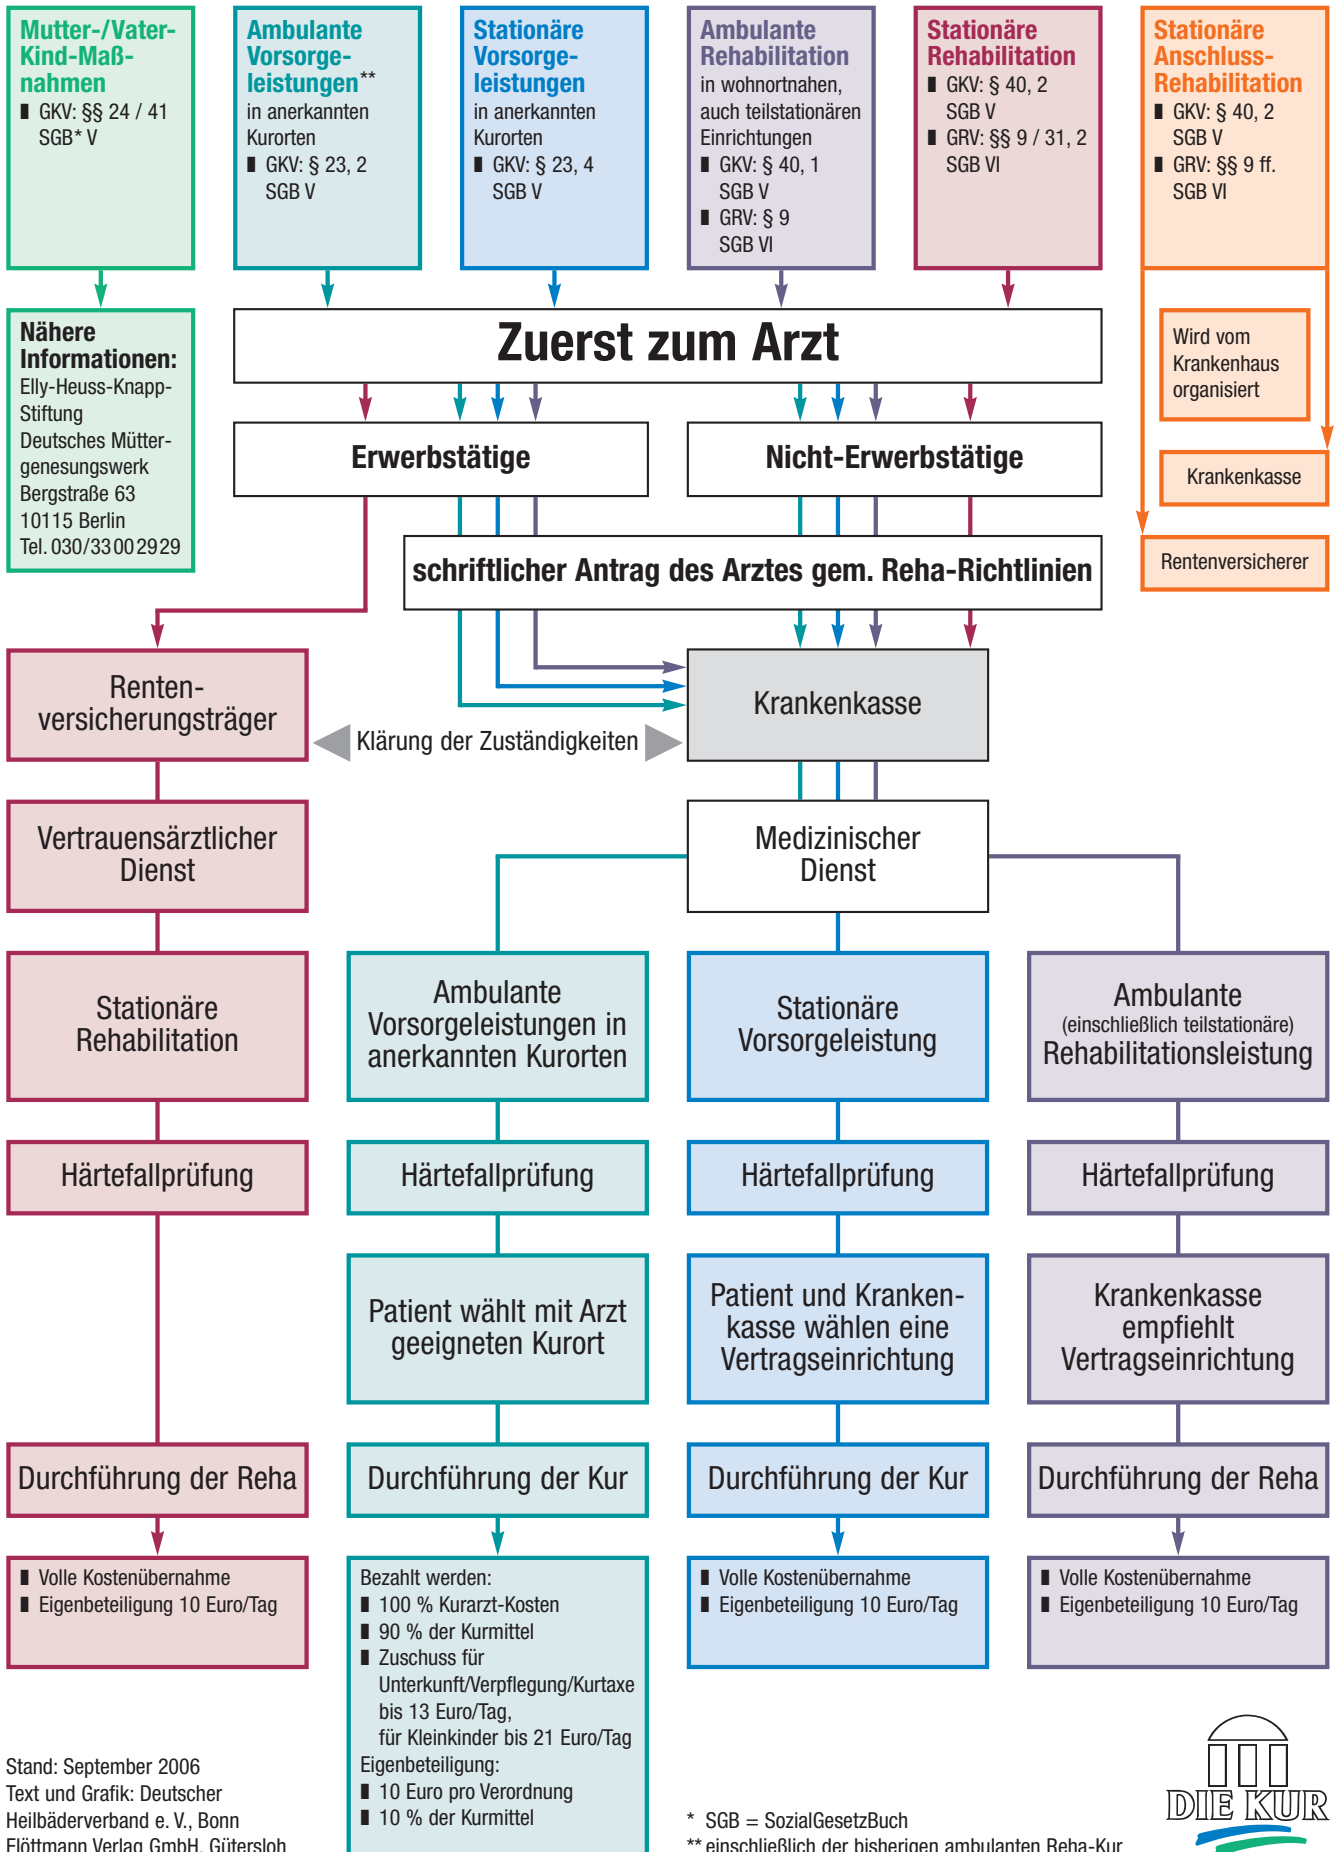 Mutter-/Vater-
Kind-Maß-
nahmen
GKV: §§ 24 / 41
SGB* V
Ambulante
Vorsorge-
leistungen**
in anerkannten
Kurorten
GKV: § 23, 2
SGB V
Stationäre
Vorsorge-
leistungen
in anerkannten
Kurorten
GKV: § 23, 4
SGB V
Ambulante
Rehabilitation
in wohnortnahen,
auch teilstationären
Einrichtungen
GKV: § 40, 1
SGB V
GRV: § 9
SGB VI
Stationäre
Rehabilitation
GKV: § 40, 2
SGB V
GRV: §§ 9 / 31, 2
SGB VI
Stationäre
Anschluss-
Rehabilitation
GKV: § 40, 2
SGB V
GRV: §§ 9 ff.
SGB VI
Nähere
Informationen:
Elly-Heuss-Knapp-
Stiftung
Deutsches Mütter-
genesungswerk
Bergstraße 63
10115 Berlin
Tel. 030/33 00 29 29
Zuerst zum Arzt
Wird vom
Krankenhaus
organisiert
Erwerbstätige
Nicht-Erwerbstätige
Krankenkasse
schriftlicher Antrag des Arztes gem. Reha-Richtlinien
Rentenversicherer
Renten-
versicherungsträger
Klärung der Zuständigkeiten
Krankenkasse
Vertrauensärztlicher
Dienst
Medizinischer
Dienst
Stationäre
Rehabilitation
Ambulante
Vorsorgeleistungen in
anerkannten Kurorten
Stationäre
Vorsorgeleistung
Ambulante
(einschließlich teilstationäre)
Rehabilitationsleistung
Härtefallprüfung
Härtefallprüfung
Härtefallprüfung
Härtefallprüfung
Patient wählt mit Arzt
geeigneten Kurort
Patient und Kranken-
kasse wählen eine
Vertragseinrichtung
Krankenkasse
empfiehlt
Vertragseinrichtung
Durchführung der Reha
Durchführung der Kur
Durchführung der Kur
Durchführung der Reha
Volle Kostenübernahme
Eigenbeteiligung 10 Euro/Tag
Bezahlt werden:
100 % Kurarzt-Kosten
90 % der Kurmittel
Zuschuss für
Unterkunft/Verpflegung/Kurtaxe
bis 13 Euro/Tag,
für Kleinkinder bis 21 Euro/Tag
Eigenbeteiligung:
10 Euro pro Verordnung
10 % der Kurmittel
Volle Kostenübernahme
Eigenbeteiligung 10 Euro/Tag
Volle Kostenübernahme
Eigenbeteiligung 10 Euro/Tag
Stand: September 2006
Text und Grafik: Deutscher
Heilbäderverband e. V., Bonn
Flöttmann Verlag GmbH, Gütersloh
* SGB = SozialGesetzBuch
** einschließlich der bisherigen ambulanten Reha-Kur
DIE KUR